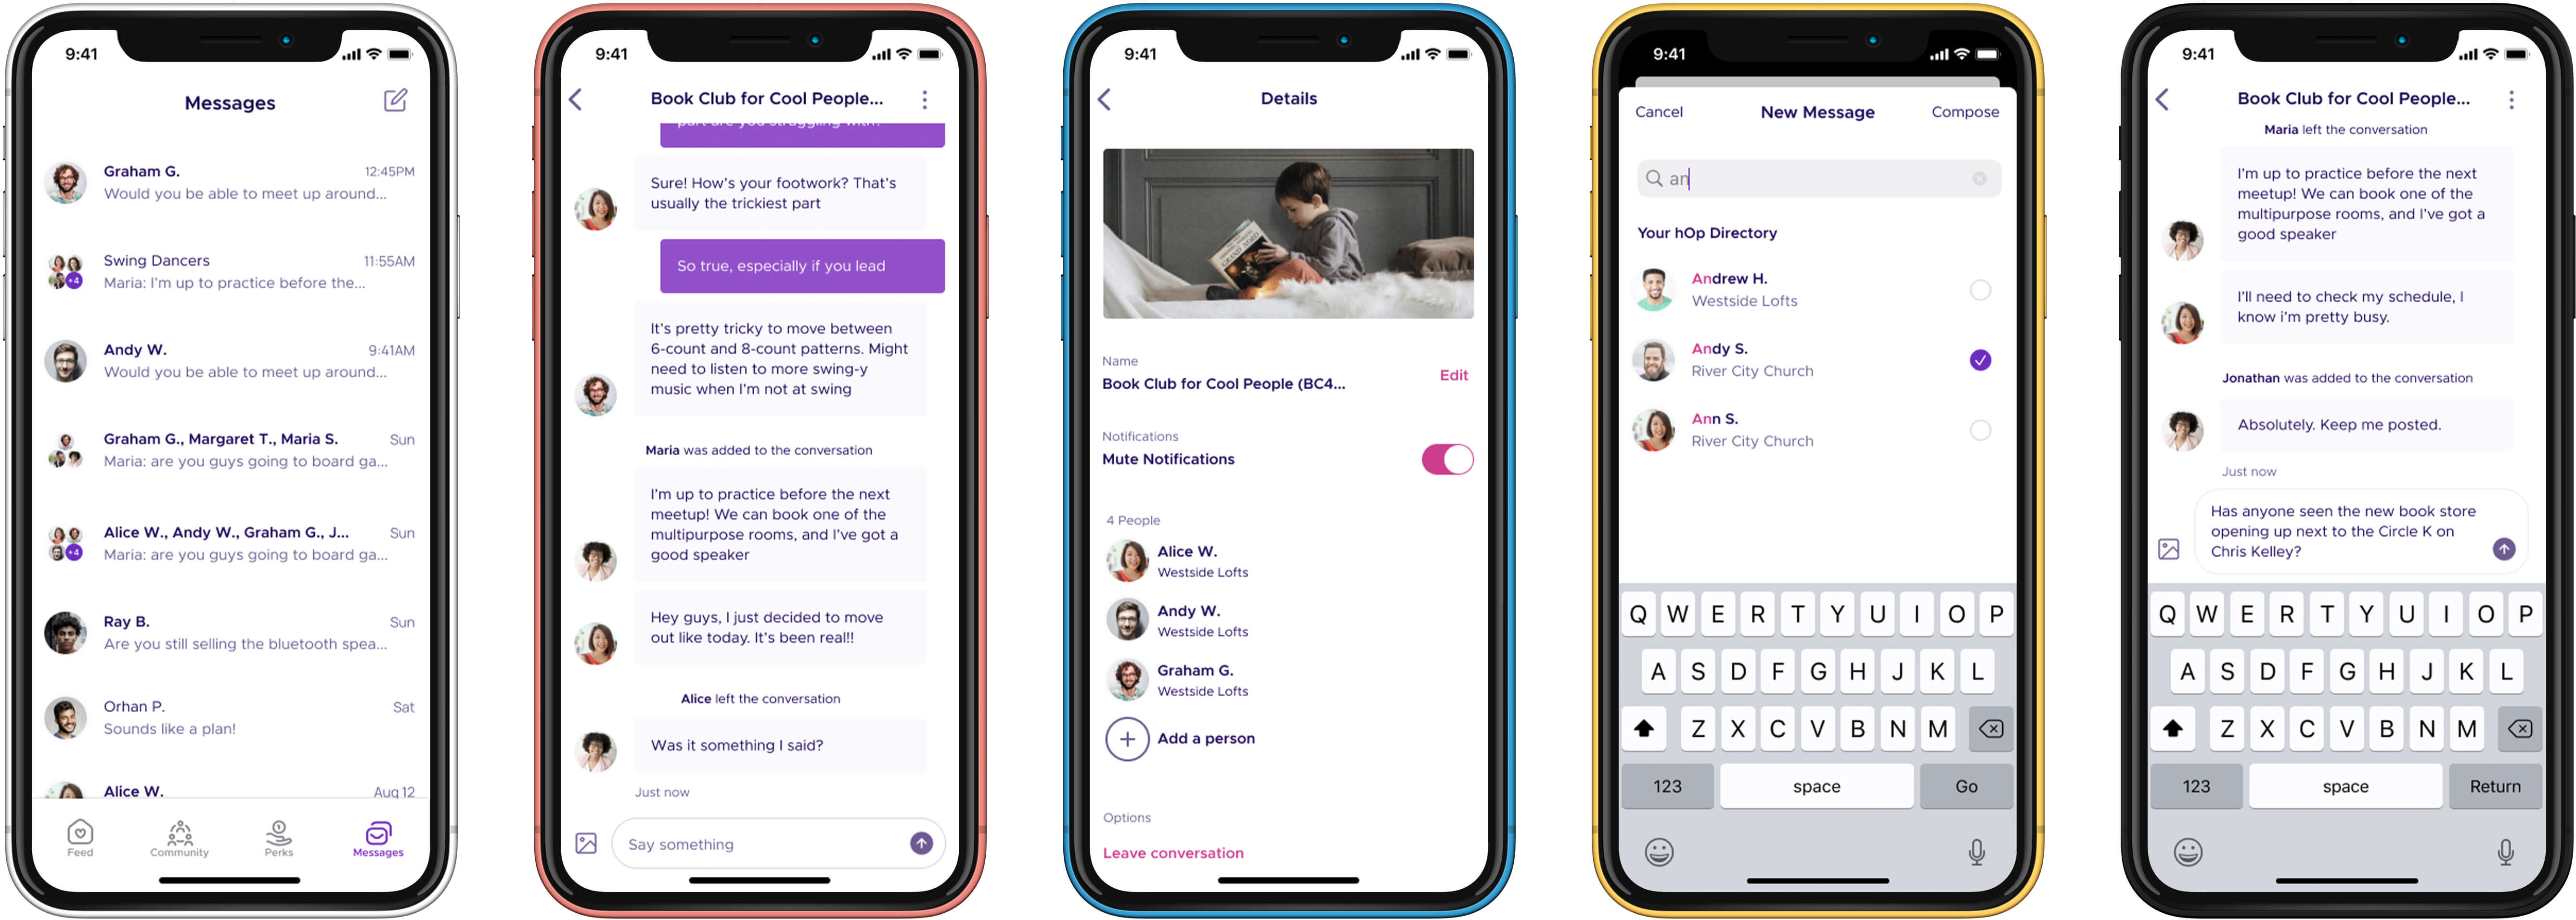 9:41
Messages
Graham G.
12:45PM
Would you be able to meet up around...
Swing Dancers
11:55AM
+4
Maria: I'm up to practice before the...
Andy W.
9:41AM
Would you be able to meet up around...
Graham G., Margaret T., Maria S.
Sun
Maria: are you guys going to board ga...
Alice W., Andy W., Graham G., J...
Sun
+4
Maria: are you guys going to board ga...
Ray B.
Sun
Are you still selling the bluetooth spea...
Orhan P.
Sat
Sounds like a plan!
Alice W.
Aug 12
Feed
Community
Perks
Messages
9:41
Book Club for Cool People...
part are you struggling with?
Sure! How's your footwork? That's
usually the trickiest part
So true, especially if you lead
It's pretty tricky to move between
6-count and 8-count patterns. Might
need to listen to more swing-y
music when I'm not at swing
Maria was added to the conversation
I'm up to practice before the next
meetup! We can book one of the
multipurpose rooms, and I've got a
good speaker
Hey guys, I just decided to move
out like today. It's been real!!
Alice left the conversation
Was it something I said?
Just now
Say something
9:41
Details
Name
Book Club for Cool People (BC4...
Edit
Notifications
Mute Notifications
4 People
Alice W.
Westside Lofts
Andy W.
Westside Lofts
Graham G.
Westside Lofts
Add a person
Options
Leave conversation
9:41
Cancel
New Message
Compose
an
Your hOp Directory
Andrew H.
Westside Lofts
Andy S.
River City Church
Ann S.
River City Church
Q W E R T Y U I O P
A S D F G H J K L
Z X C V B N M
123 space Go
9:41
Book Club for Cool People...
Maria left the conversation
I'm up to practice before the next
meetup! We can book one of the
multipurpose rooms, and I've got a
good speaker
I'll need to check my schedule, I
know i'm pretty busy.
Jonathan was added to the conversation
Absolutely. Keep me posted.
Just now
Has anyone seen the new book store
opening up next to the Circle K on
Chris Kelley?
Q W E R T Y U I O P
A S D F G H J K L
Z X C V B N M
123 space Return